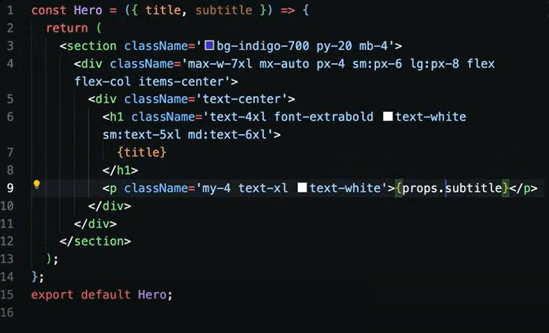 1 const Hero = ({ title, subtitle }) => {
2 return (
3 <section className='bg-indigo-700 py-20 mb-4'>
4 <div className='max-w-7xl mx-auto px-4 sm:px-6 lg:px-8 flex
flex-col items-center'>
5 <div className='text-center'>
6 <h1 className='text-4xl font-extrabold text-white
sm:text-5xl md:text-6xl'>
7 {title}
8 </h1>
9 <p className='my-4 text-xl text-white'>{props.subtitle}</p>
10 </div>
11 </div>
12 </section>
13 );
14 };
15 export default Hero;
16